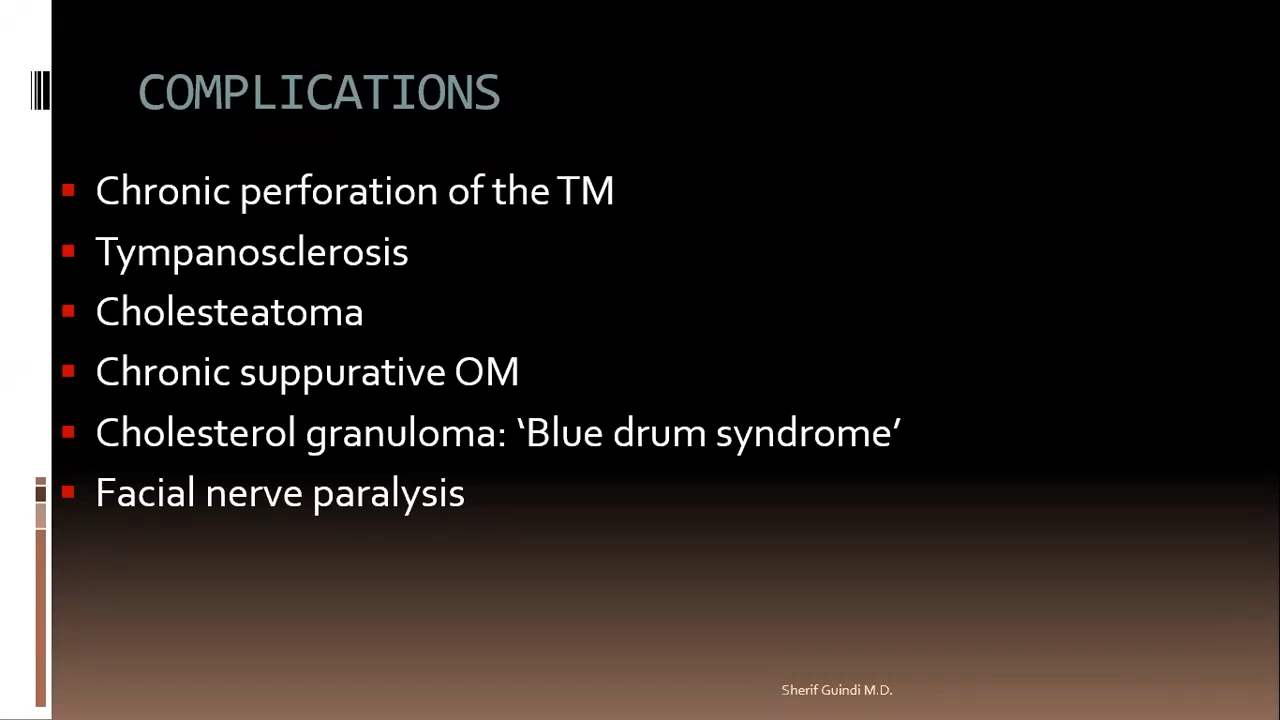 COMPLICATIONS
▪ Chronic perforation of the TM
▪ Tympanosclerosis
▪ Cholesteatoma
▪ Chronic suppurative OM
▪ Cholesterol granuloma: ‘Blue drum syndrome’
▪ Facial nerve paralysis
Sherif Guindi M.D.